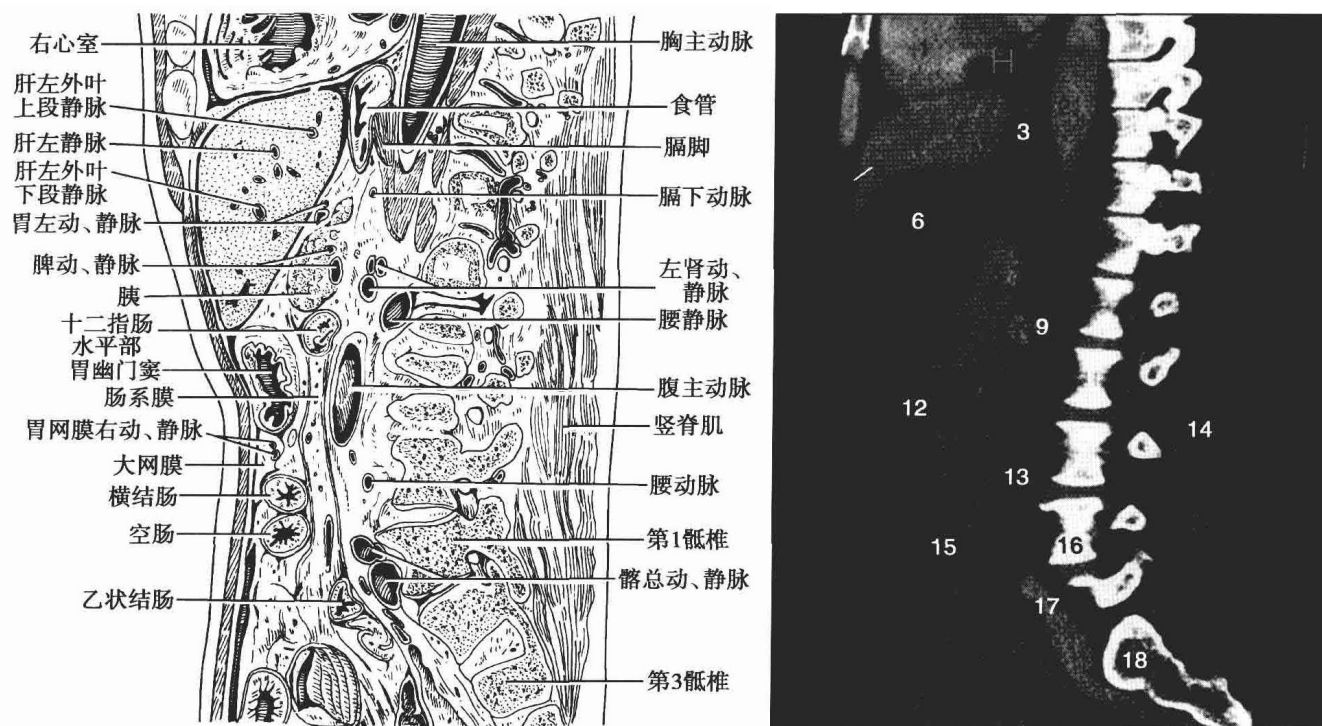 右心室
肝左外叶
上段静脉
肝左静脉
肝左外叶
下段静脉
胃左动、静脉
脾动、静脉
胰
十二指肠
水平部
胃幽门窦
肠系膜
胃网膜右动、静脉
大网膜
横结肠
空肠
乙状结肠
胸主动脉
食管
膈脚
膈下动脉
左肾动、
静脉
腰静脉
腹主动脉
竖脊肌
腰动脉
第1骶椎
髂总动、静脉
第3骶椎
H
3
6
9
12
14
13
15
16
17
18